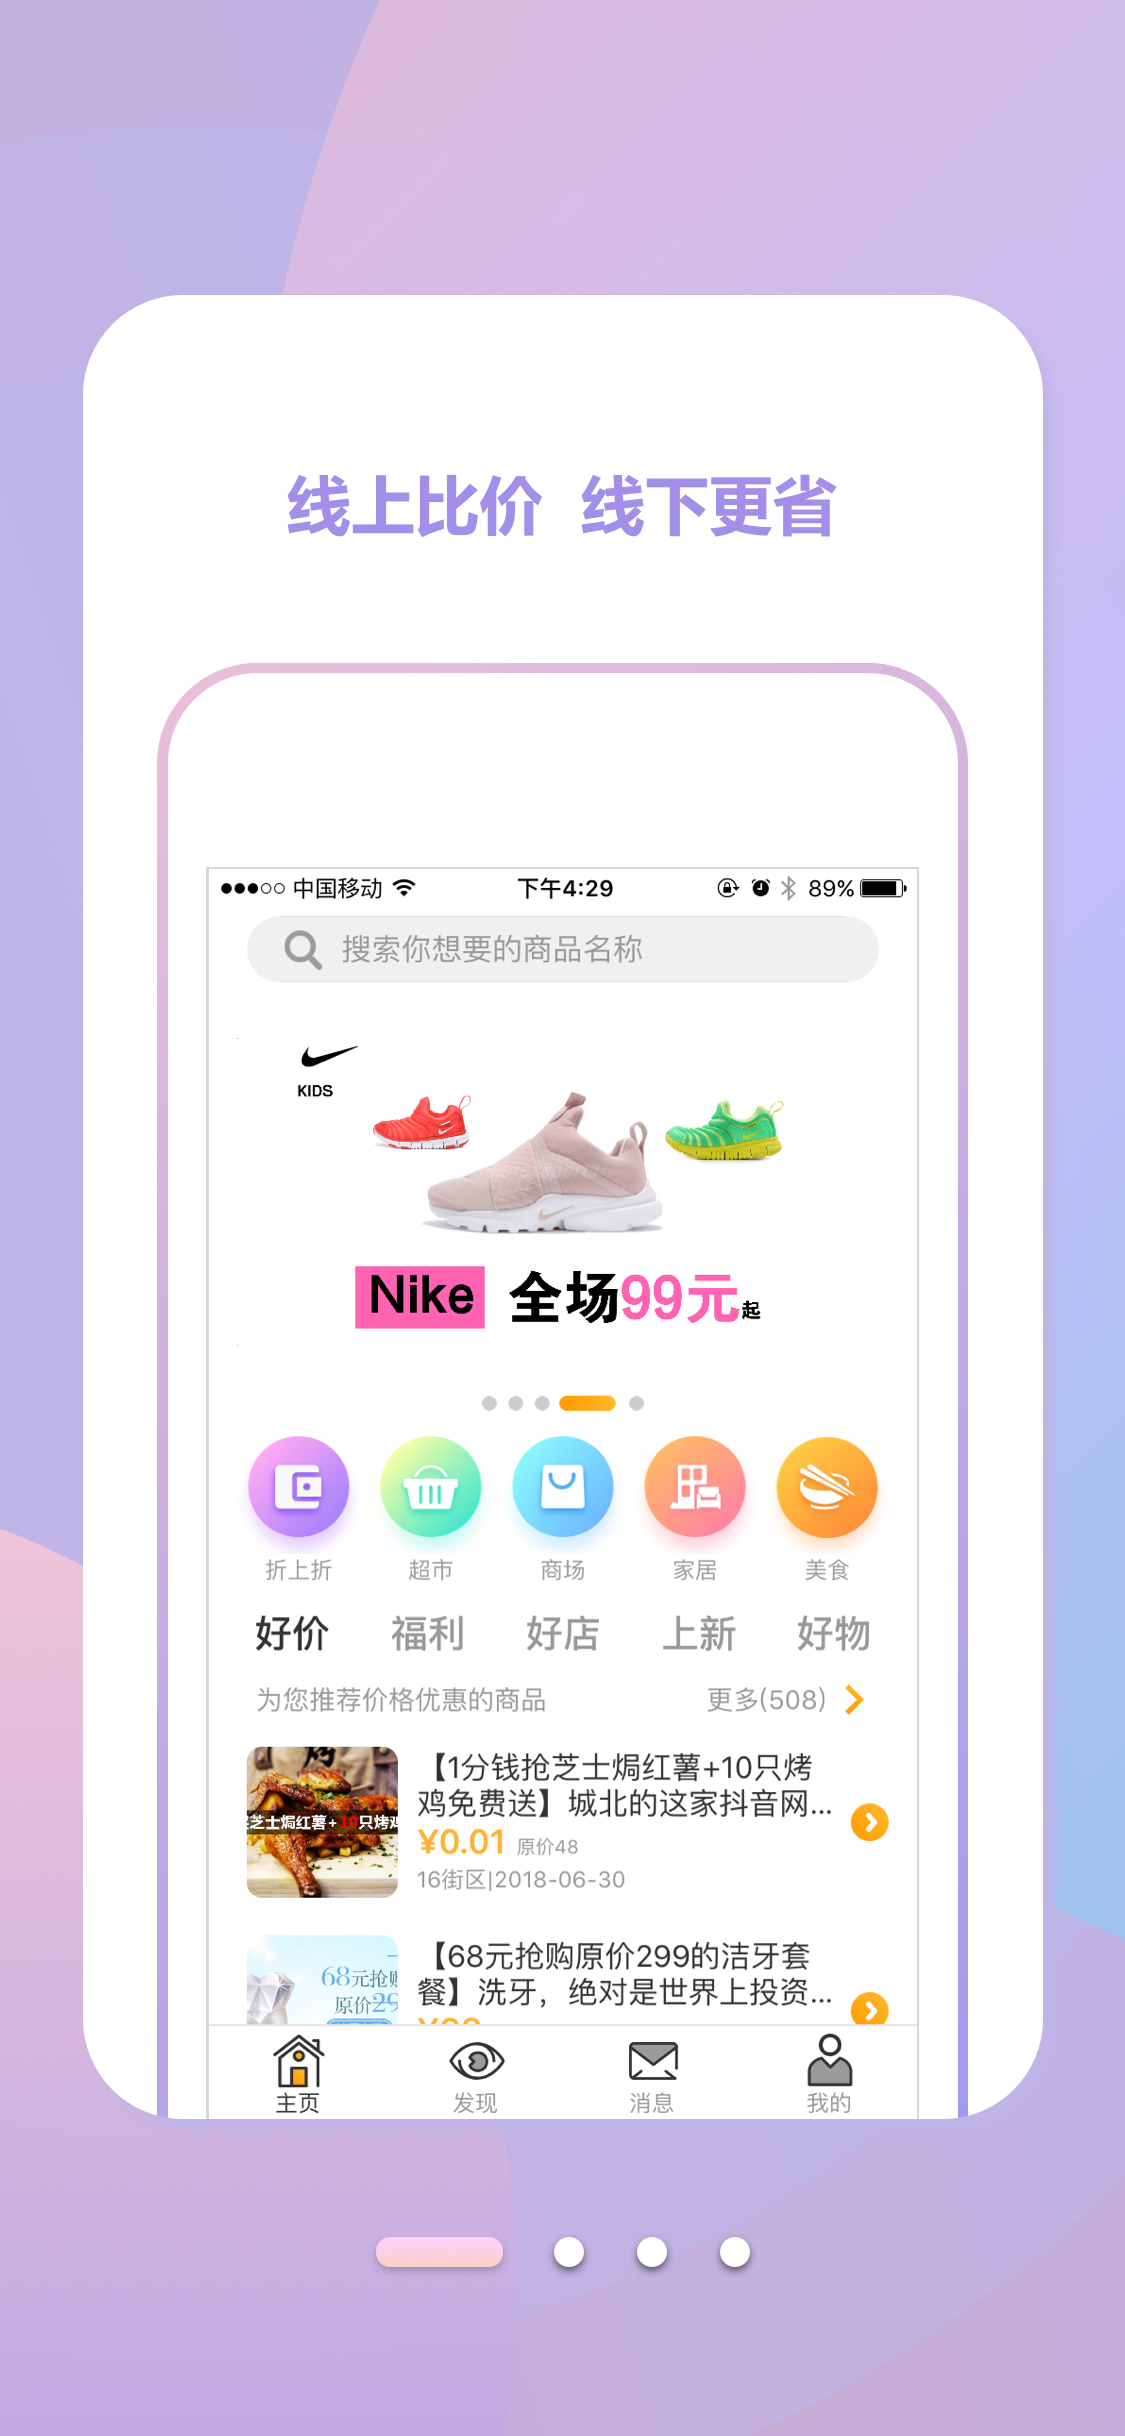 线上比价 线下更省
中国移动 下午4:29 89%
搜索你想要的商品名称
KIDS
Nike 全场99元起
折上折 超市 商场 家居 美食
好价 福利 好店 上新 好物
为您推荐价格优惠的商品 更多(508)
【1分钱抢芝士焗红薯+10只烤
鸡免费送】城北的这家抖音网...
¥0.01 原价48
16街区|2018-06-30
芝士焗红薯+10只烤鸡
【68元抢购原价299的洁牙套
餐】洗牙，绝对是世界上投资...
68元抢购
原价29
主页 发现 消息 我的